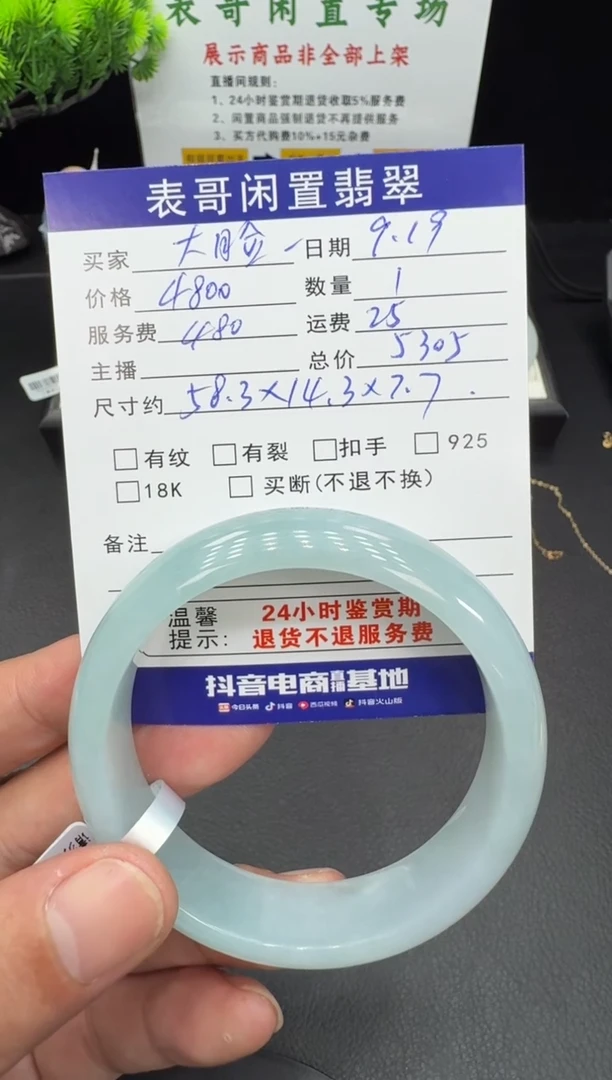 表哥闲置专场
展示商品非全部上架
直播间规则:
1、24小时鉴赏期退货收取5%服务费
2、闲置商品强制退货不再提供服务
3、买方代购费10%+15元杂费
表哥闲置翡翠
买家 大脸 日期 9.19
价格 4800 数量 1
服务费 480 运费 25
主播 总价 5305
尺寸约 58.3×14.3×7.7.
□有纹 □有裂 □扣手 □925
□18K □买断(不退不换)
备注
温馨 24小时鉴赏期
提示: 退货不退服务费
抖音电商直播基地
今日头条 抖音 西瓜视频 抖音火山版